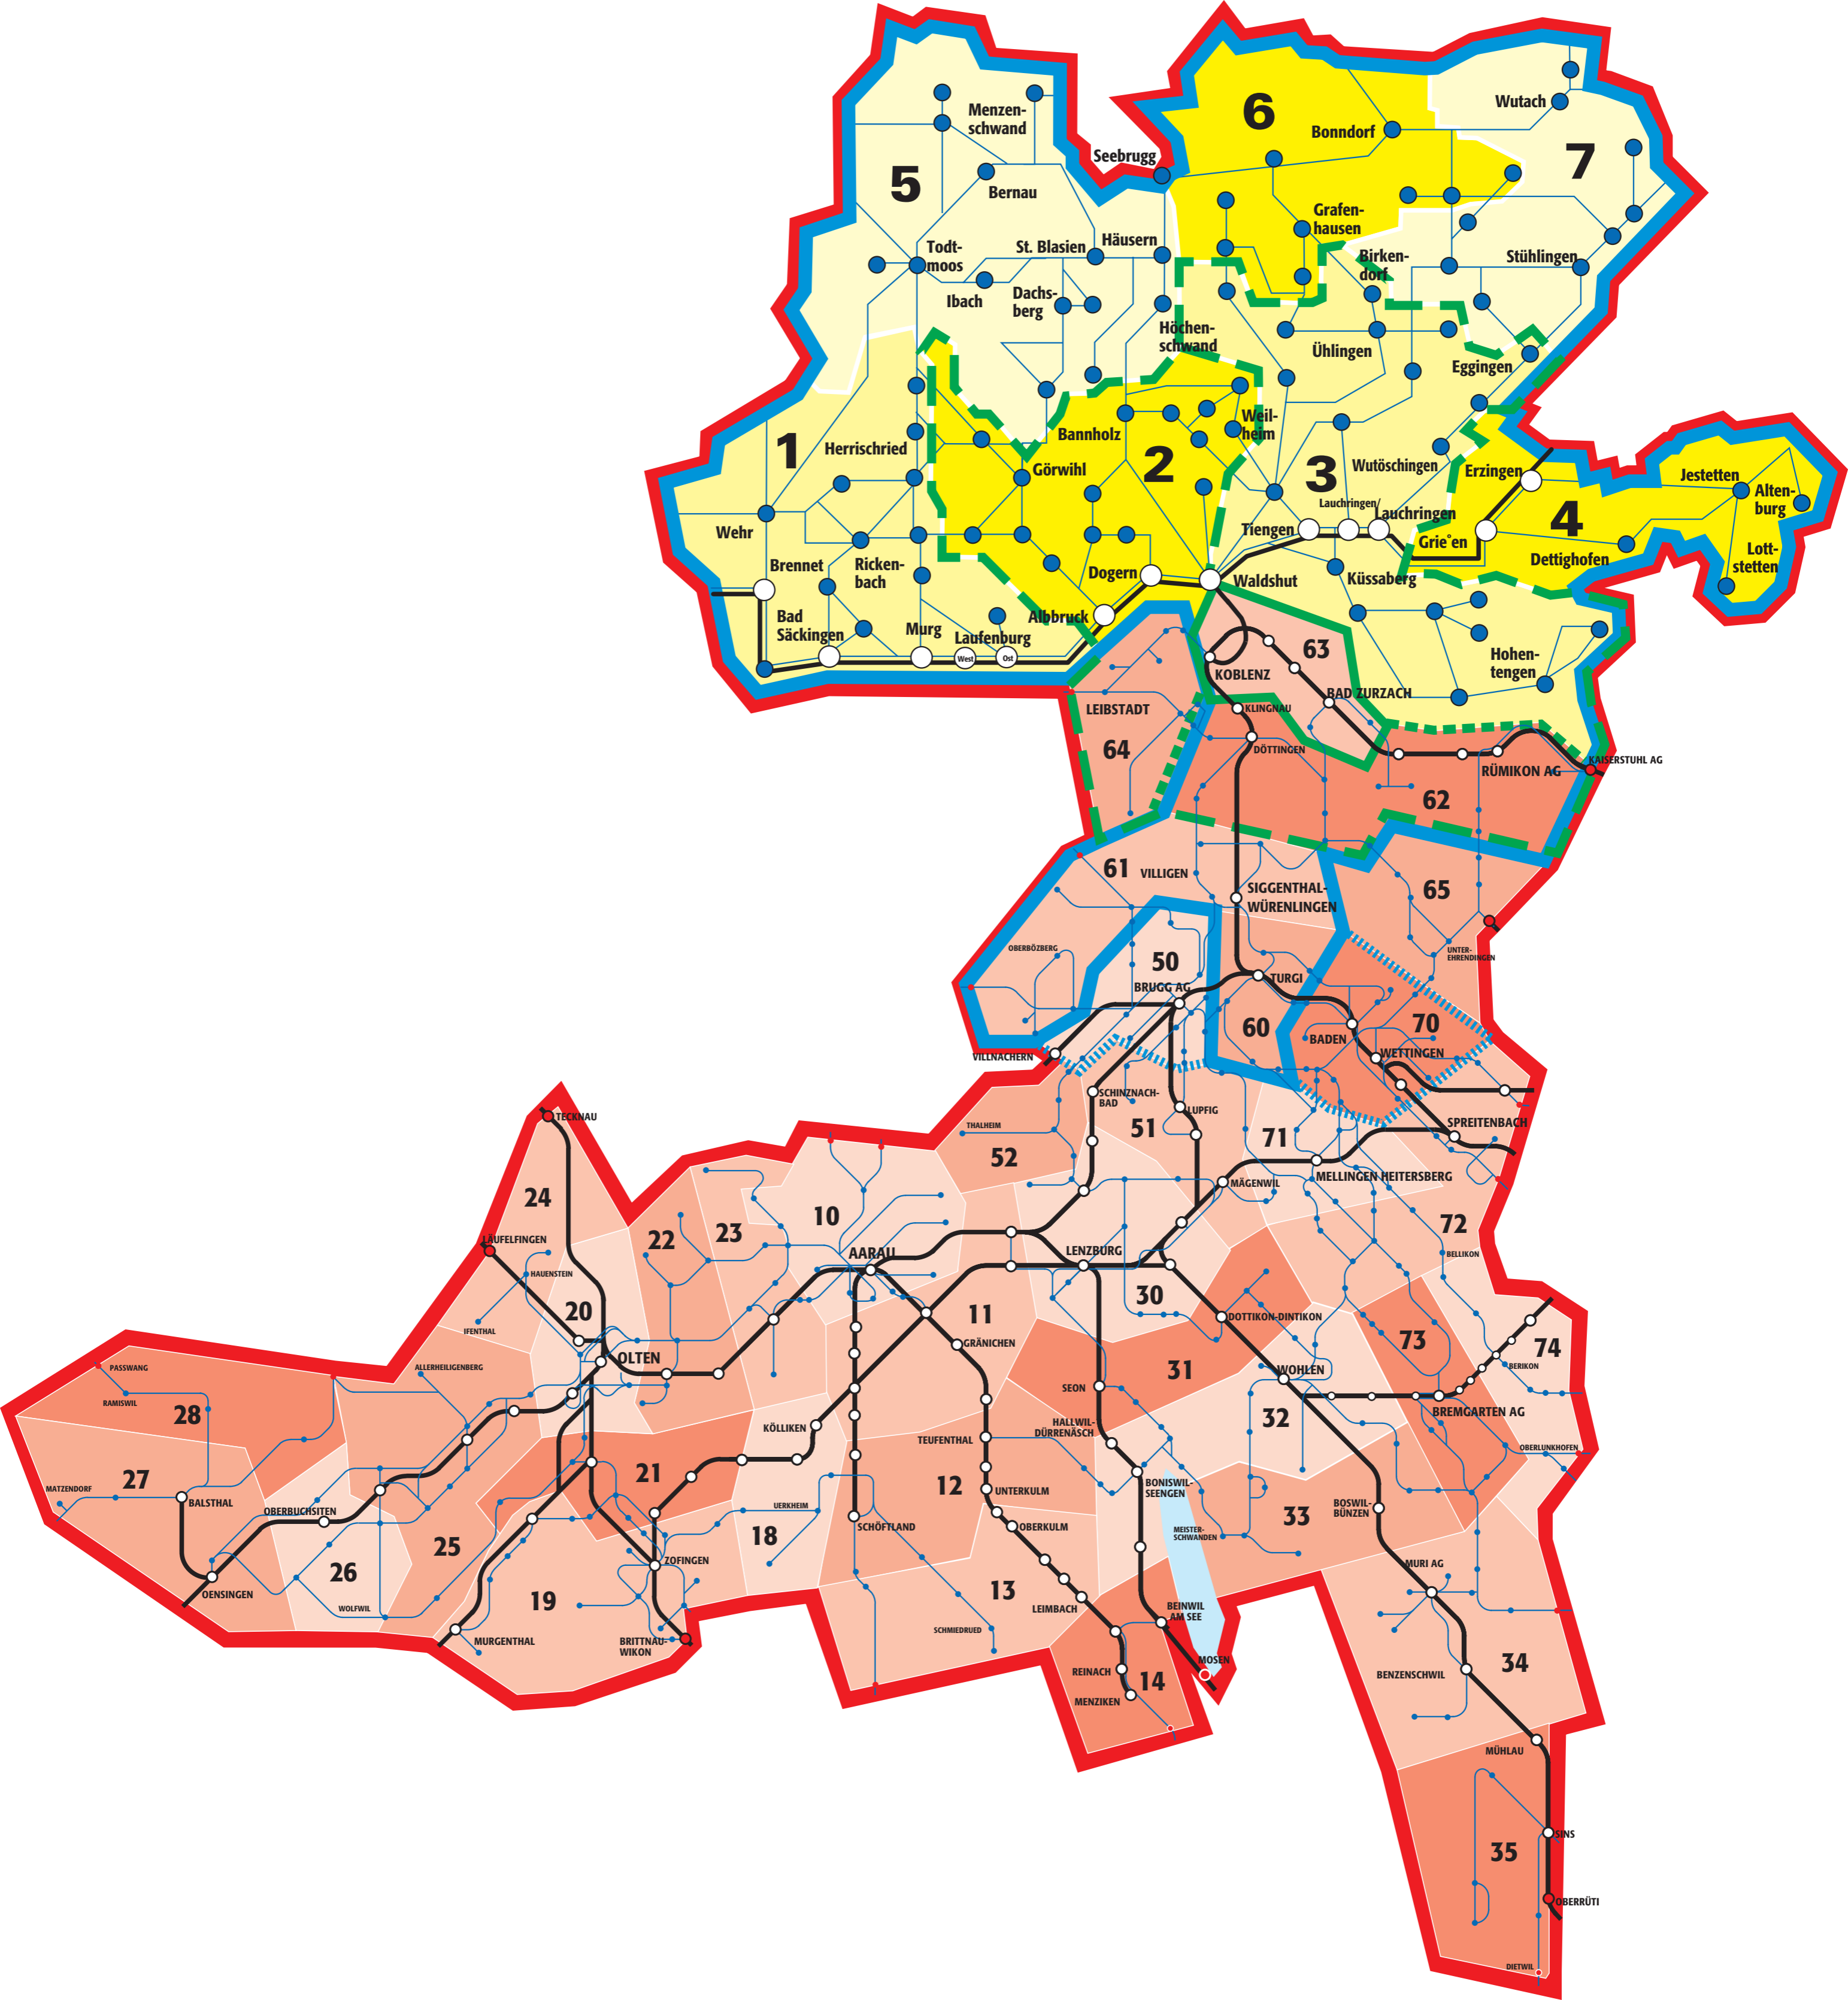 6
Wutach
Menzen-
schwand
Bonndorf
Seebrugg
7
5
Bernau
Grafen-
hausen
Todt-
moos
St. Blasien
Häusern
Birken-
dorf
Stühlingen
Ibach
Dachs-
berg
Höchen-
schwand
Ühlingen
Eggingen
1
Herrischried
Bannholz
Weil-
heim
2
Görwihl
3
Wutöschingen
Erzingen
Jestetten
Alten-
burg
Lauchringen/
Lauchringen
4
Wehr
Tiengen
Grie˚en
Dettighofen
Lott-
stetten
Brennet
Ricken-
bach
Dogern
Waldshut
Küssaberg
Bad
Säckingen
Murg
Laufenburg
Albbruck
West
Ost
Hohen-
tengen
63
KOBLENZ
BAD ZURZACH
LEIBSTADT
KLINGNAU
64
DÖTTINGEN
RÜMIKON AG
KAISERSTUHL AG
62
61
VILLIGEN
SIGGENTHAL-
WÜRENLINGEN
65
OBERBÖZBERG
UNTER-
EHRENDINGEN
50
BRUGG AG
TURGI
60
70
BADEN
VILLNACHERN
WETTINGEN
SCHINZNACH-
BAD
LUPFIG
TECKNAU
THALHEIM
51
71
SPREITENBACH
52
MÄGENWIL
MELLINGEN HEITERSBERG
24
10
22
23
72
LÄUFELFINGEN
AARAU
LENZBURG
BELLIKON
HAUENSTEIN
20
30
IFENTHAL
11
DOTTIKON-DINTIKON
GRÄNICHEN
73
74
OLTEN
PASSWANG
ALLERHEILIGENBERG
31
WOHLEN
BERIKON
RAMISWIL
SEON
28
32
BREMGARTEN AG
KÖLLIKEN
HALLWIL-
DÜRRENÄSCH
TEUFENTHAL
OBERLUNKHOFEN
27
21
12
BONISWIL-
SEENGEN
MATZENDORF
BALSTHAL
UNTERKULM
OBERBUCHSITEN
UERKHEIM
BOSWIL-
BÜNZEN
33
18
SCHÖFTLAND
OBERKULM
MEISTER-
SCHWANDEN
25
ZOFINGEN
MURI AG
26
OENSINGEN
13
19
WOLFWIL
LEIMBACH
BEINWIL
AM SEE
SCHMIEDRUED
MURGENTHAL
BRITTNAU-
WIKON
MOSEN
34
REINACH
14
BENZENSCHWIL
MENZIKEN
MÜHLAU
SINS
35
OBERRÜTI
DIETWIL